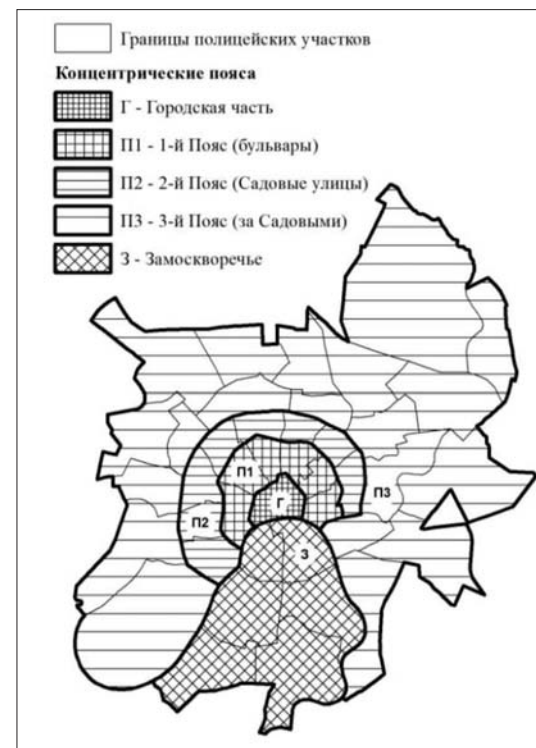 Границы полицейских участков
Концентрические пояса
Г - Городская часть
П1 - 1-й Пояс (бульвары)
П2 - 2-й Пояс (Садовые улицы)
П3 - 3-й Пояс (за Садовыми)
З - Замоскворечье
П1
П3
Г
П2
З